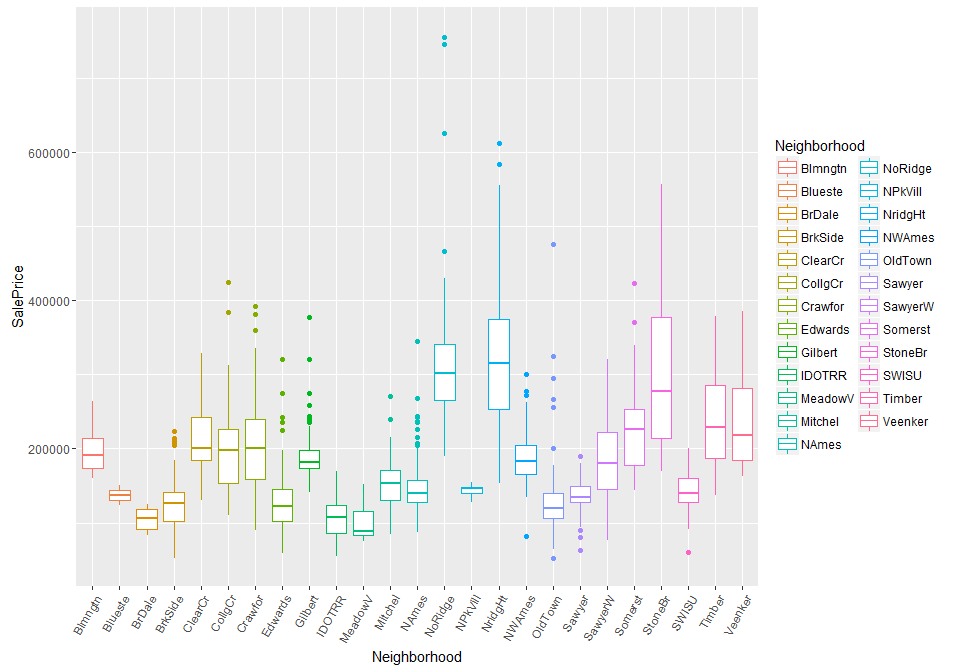 600000
400000
200000
SalePrice
Blmngtn
Blueste
BrDale
BrkSide
ClearCr
CollgCr
Crawfor
Edwards
Gilbert
IDOTRR
MeadowV
Mitchel
NAmes
NoRidge
NPkVill
NridgHt
NWAmes
OldTown
Sawyer
SawyerW
Somerst
StoneBr
SWISU
Timber
Veenker
Neighborhood
Neighborhood
Blmngtn
Blueste
BrDale
BrkSide
ClearCr
CollgCr
Crawfor
Edwards
Gilbert
IDOTRR
MeadowV
Mitchel
NAmes
NoRidge
NPkVill
NridgHt
NWAmes
OldTown
Sawyer
SawyerW
Somerst
StoneBr
SWISU
Timber
Veenker